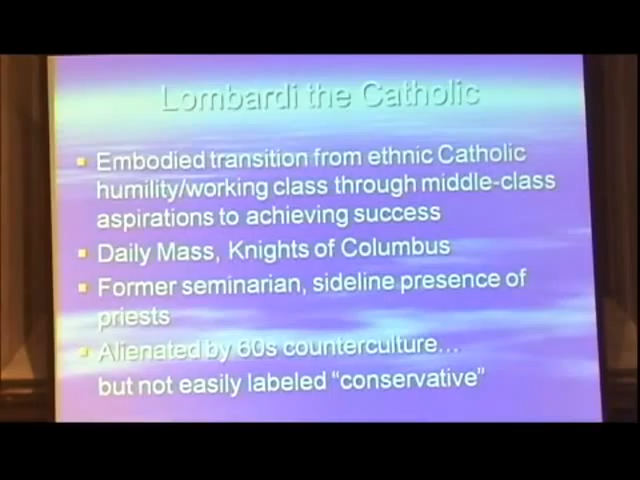 Lombardi the Catholic
Embodied transition from ethnic Catholic
humility/working class through middle-class
aspirations to achieving success
Daily Mass, Knights of Columbus
Former seminarian, sideline presence of
priests
Alienated by 60s counterculture...
but not easily labeled “conservative”